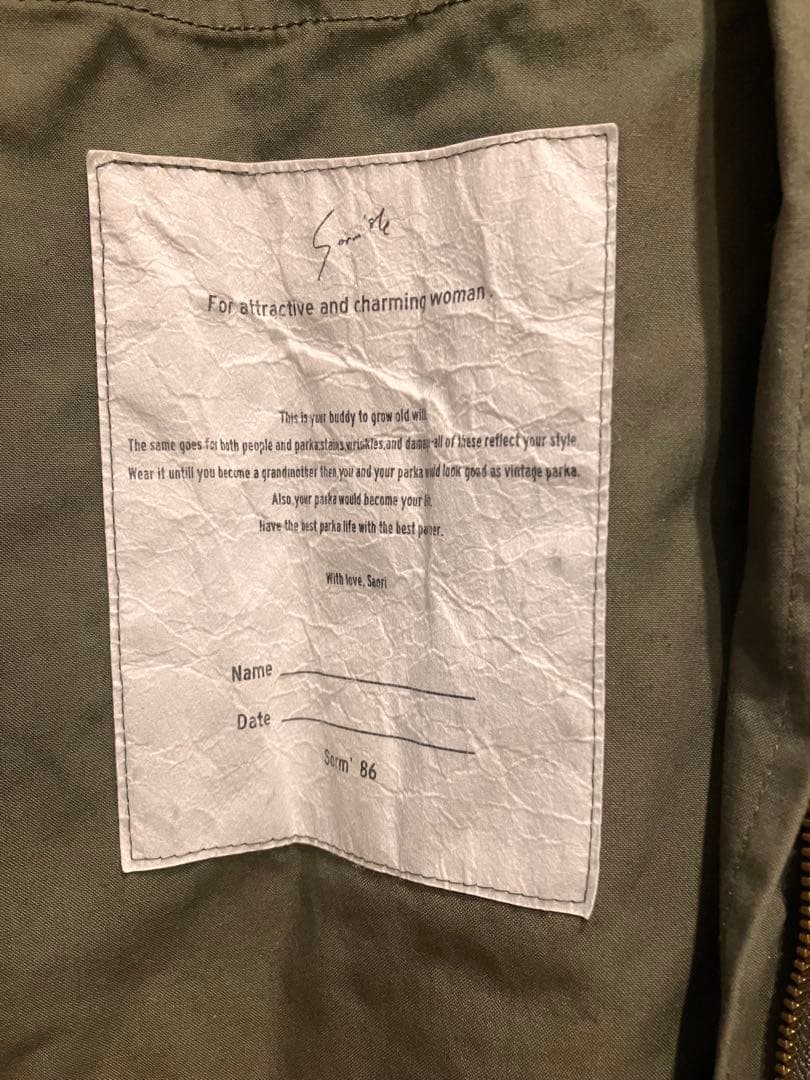 Sorm'86
For attractive and charming woman.
This is your buddy to grow old
The same goes for both people and parka:stains,wrinkles,and all of these reflect your style.
Wear it untill you become a grandmother then,you and your parka look good as vintage parka.
Also,your parka would become your
Have the best parka life with the best
With love, Saori
Name
Date
Sorm' 86